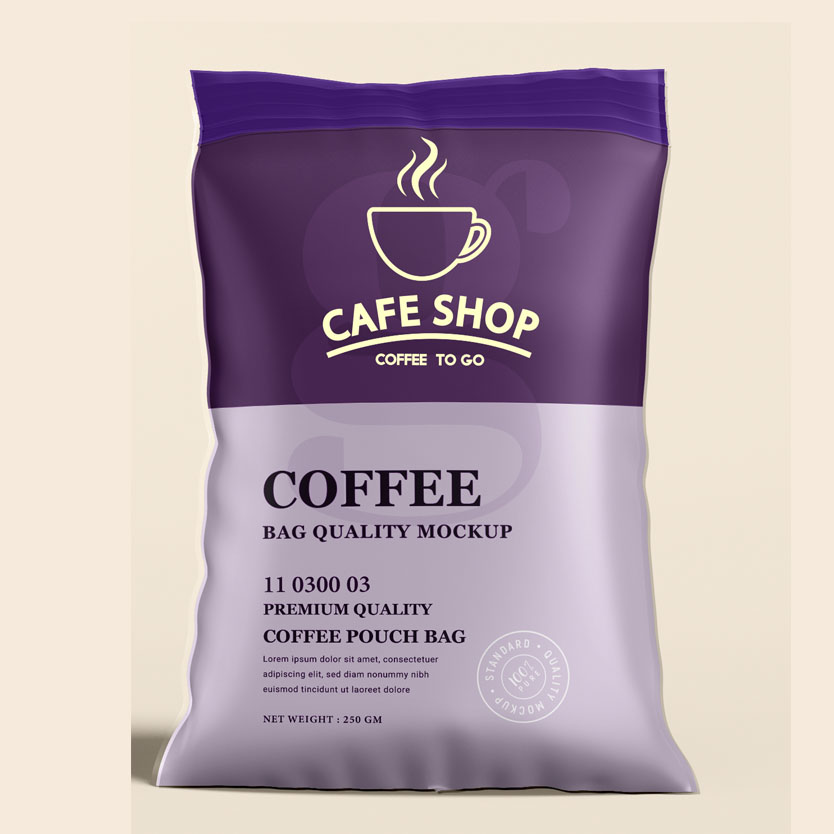 CAFE SHOP
COFFEE TO GO
COFFEE
BAG QUALITY MOCKUP
11 0300 03
PREMIUM QUALITY
COFFEE POUCH BAG
Lorem ipsum dolor sit amet, consectetuer
adipiscing elit, sed diam nonummy nibh
euismod tincidunt ut laoreet dolore
NET WEIGHT : 250 GM
STANDARD • QUALITY MOCKUP •
100%
PURE
g